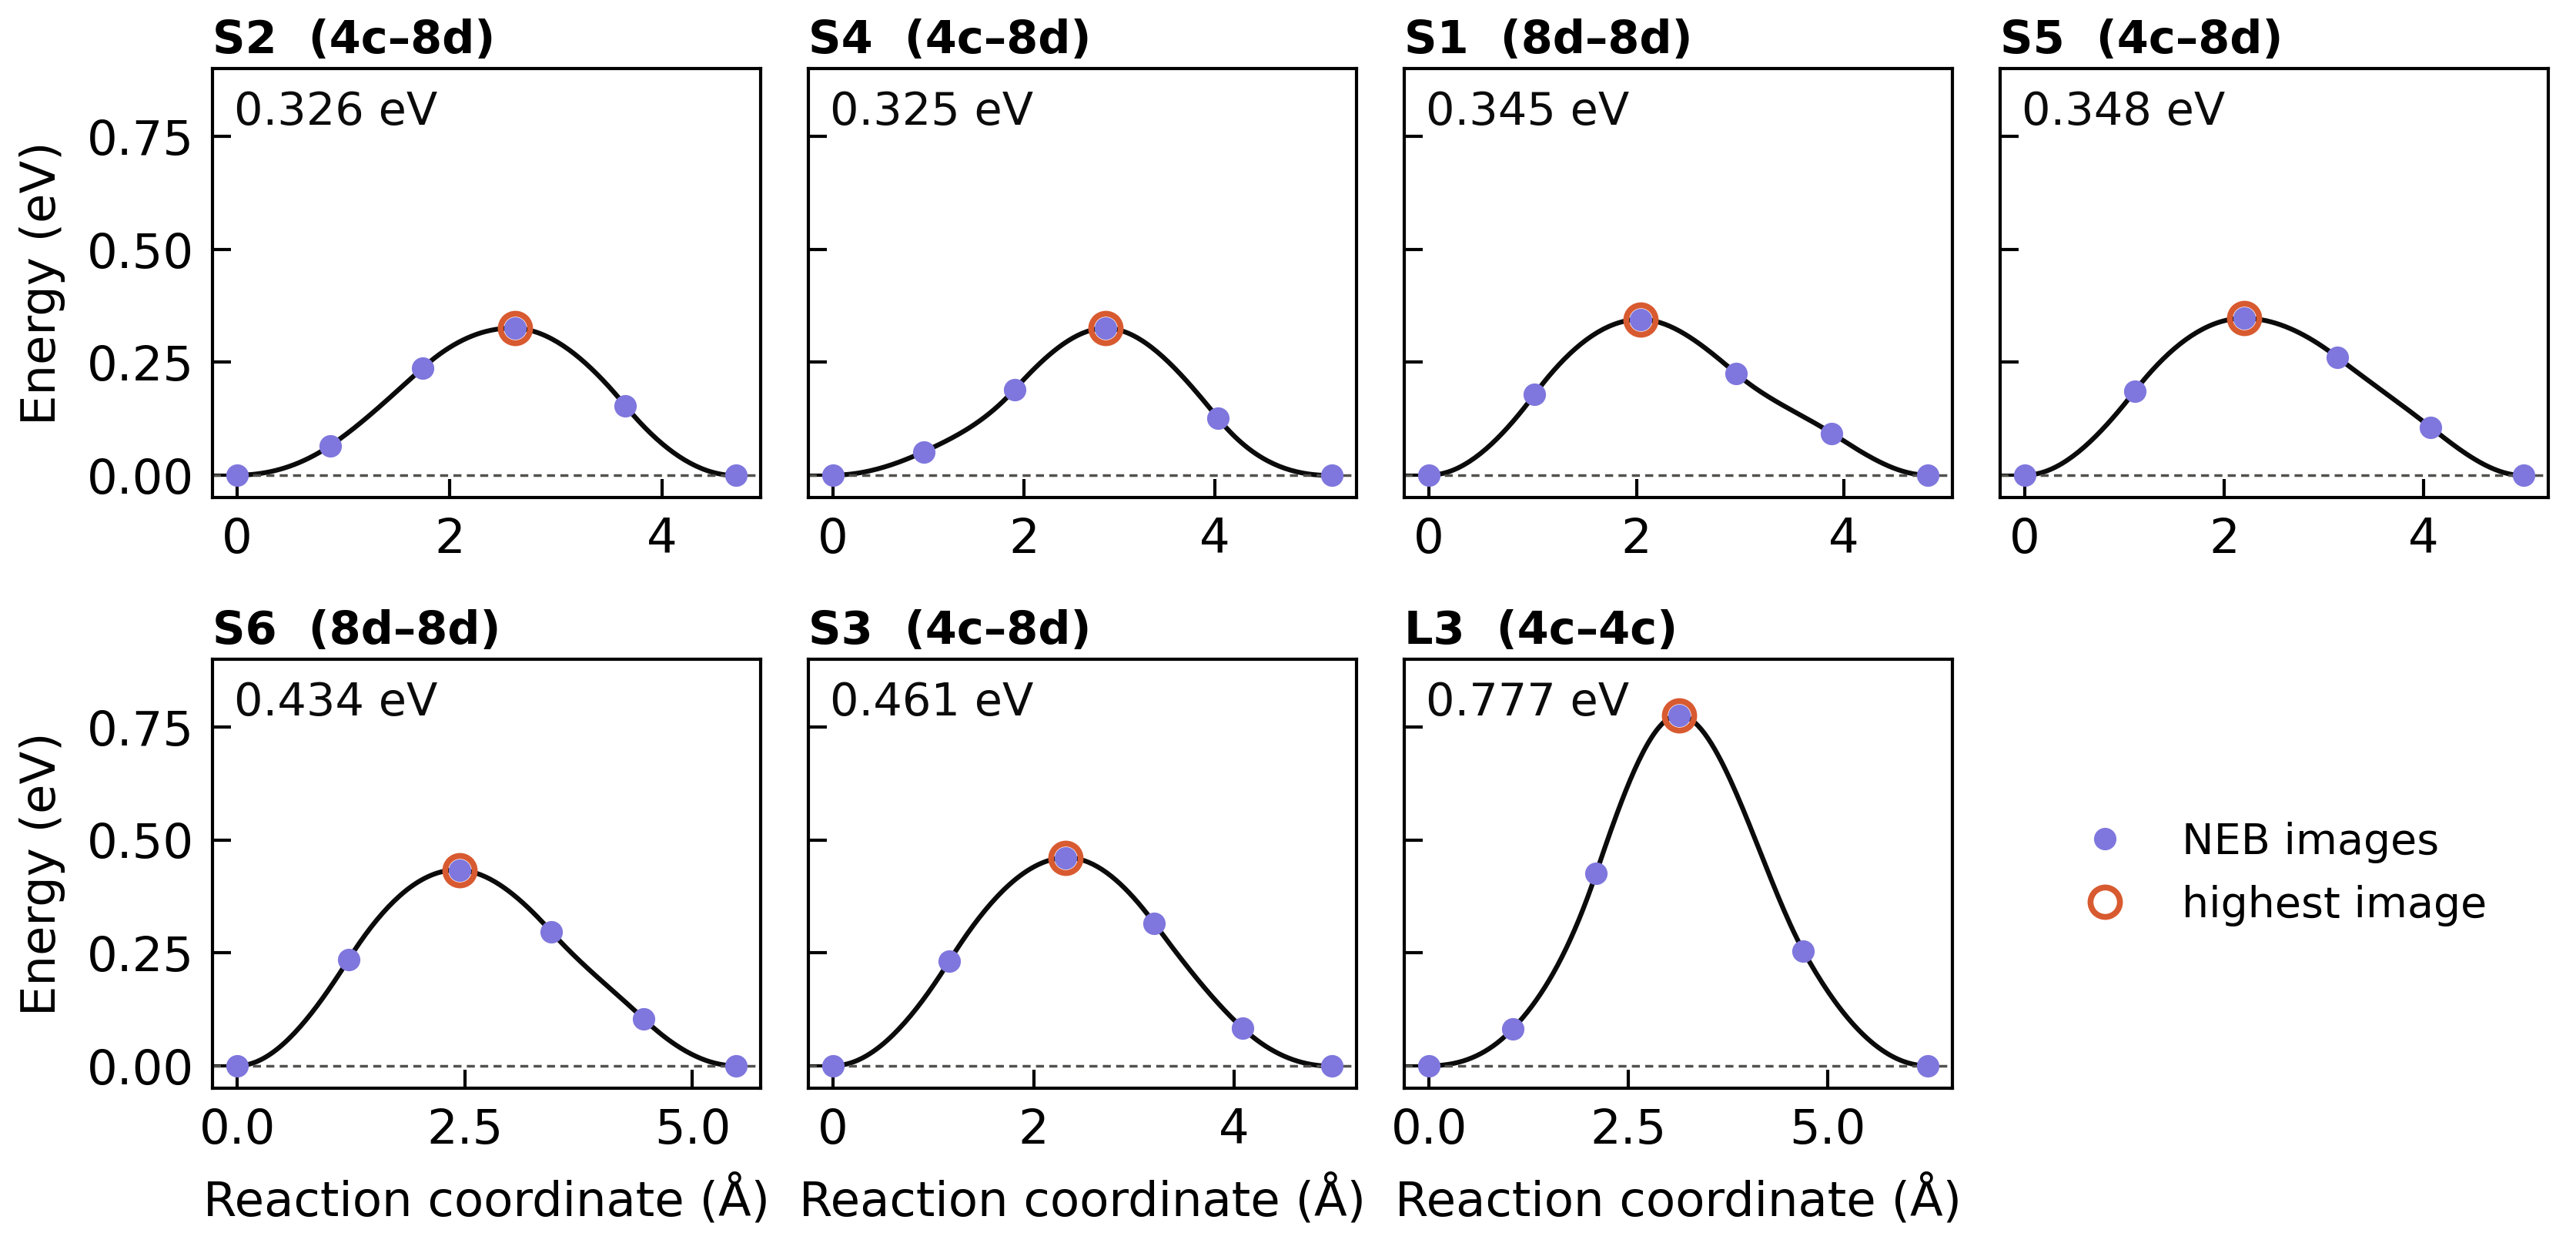 S2 (4c–8d)
S4 (4c–8d)
S1 (8d–8d)
S5 (4c–8d)
0.326 eV
0.325 eV
0.345 eV
0.348 eV
Energy (eV)
0.75
0.50
0.25
0.00
0 2 4
0 2 4
0 2 4
0 2 4
S6 (8d–8d)
S3 (4c–8d)
L3 (4c–4c)
0.434 eV
0.461 eV
0.777 eV
Energy (eV)
0.75
0.50
0.25
0.00
NEB images
highest image
0.0 2.5 5.0
0 2 4
0.0 2.5 5.0
Reaction coordinate (Å)
Reaction coordinate (Å)
Reaction coordinate (Å)